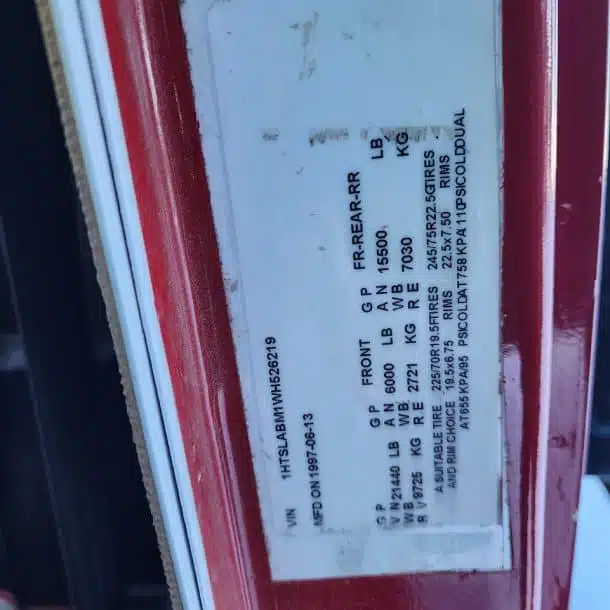 VIN 1HTSLABM1WH526219
MFD ON 1997-06-13
G P G P FRONT G P FR-REAR-RR
V N 21440 LB A N 6000 LB A N 15500 LB
W B W B W B
R V 9725 KG R E 2721 KG R E 7030 KG
A SUITABLE TIRE 225/70R19.5FTIRES 245/75R22.5GTIRES
AND RIM CHOICE 19.5x6.75 RIMS 22.5x7.50 RIMS
AT655 KPA/95 PSICOLDAT758 KPA/110PSICOLDDUAL